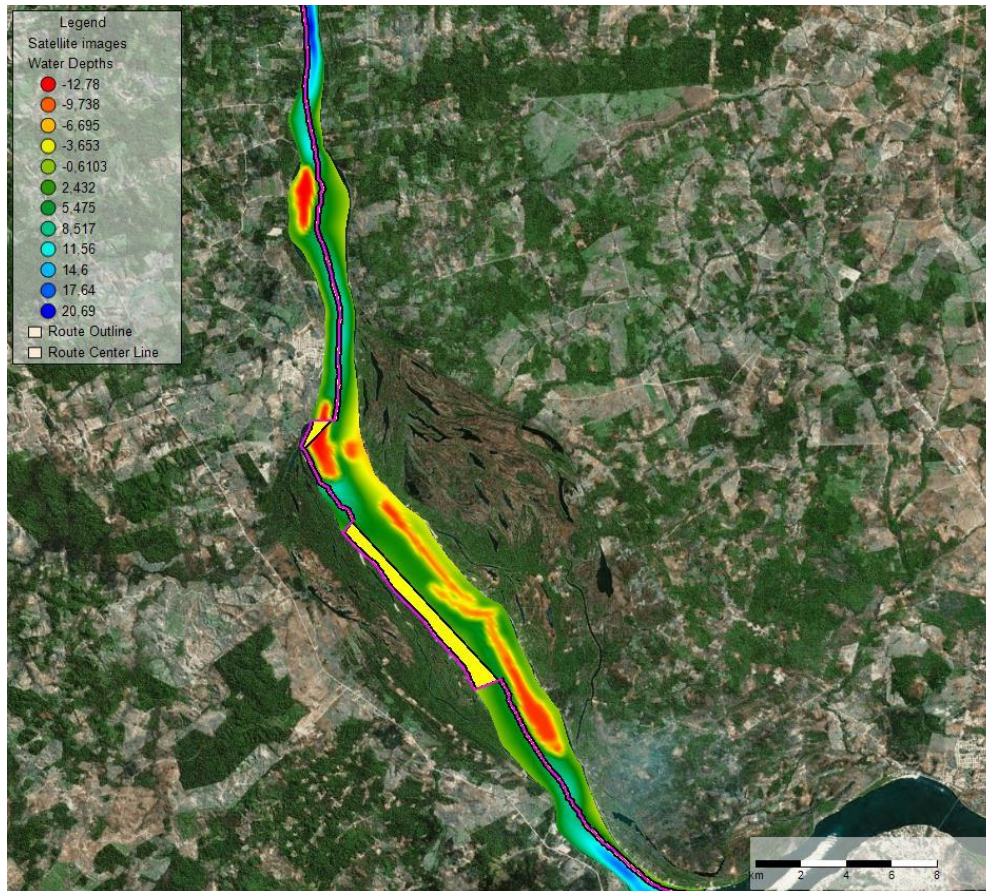 Legend
Satellite images
Water Depths
-12.78
-9.738
-6.695
-3.653
-0.6103
2.432
5.475
8.517
11.56
14.6
17.64
20.69
Route Outline
Route Center Line
km 2 4 6 8